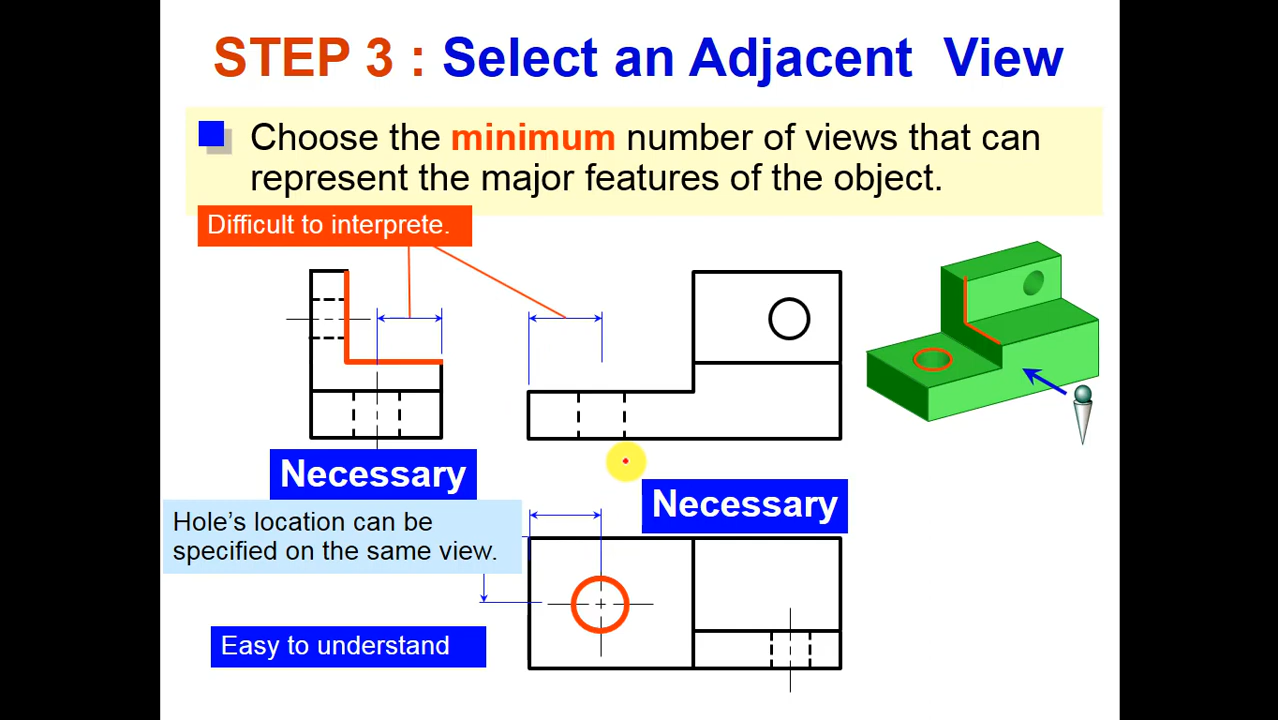 STEP 3 : Select an Adjacent View
Choose the minimum number of views that can
represent the major features of the object.
Difficult to interprete.
Necessary
Necessary
Hole's location can be
specified on the same view.
Easy to understand